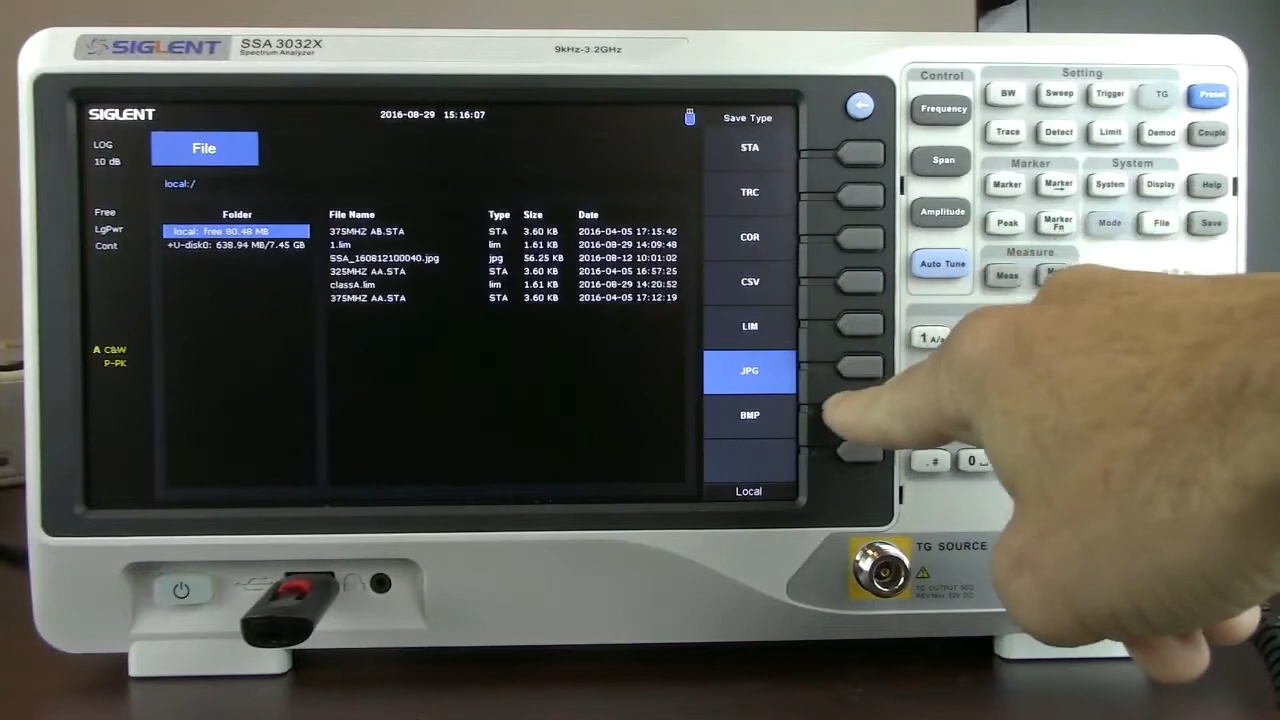 SIGLENT SSA 3032X
Spectrum Analyzer
9kHz-3.2GHz
SIGLENT
2016-08-29 15:16:07
Save Type
LOG
10 dB
File
STA
local:/
TRC
Free
LgPwr
Cont
Folder File Name Type Size Date
local: free 80.48 MB 375MHZ AB.STA STA 3.60 KB 2016-04-05 17:15:42
+U-disk0: 638.94 MB/7.45 GB 1.lim lim 1.61 KB 2016-08-29 14:09:48
SSA_160812100040.jpg jpg 56.25 KB 2016-08-12 10:01:02
325MHZ AA.STA STA 3.60 KB 2016-04-05 16:57:25
classA.lim lim 1.61 KB 2016-08-29 14:20:52
375MHZ AA.STA STA 3.60 KB 2016-04-05 17:12:19
COR
CSV
LIM
A C&W
P-PK
JPG
BMP
Local
Control
Setting
Frequency
BW Sweep Trigger TG Preset
Trace Detect Limit Demod Couple
Span
Marker System
Marker Marker System Display Help
Amplitude
Peak Marker Fn Mode File Save
Measure
Auto Tune
Meas
1
.# 0
TG SOURCE
TG OUTPUT 50Ω